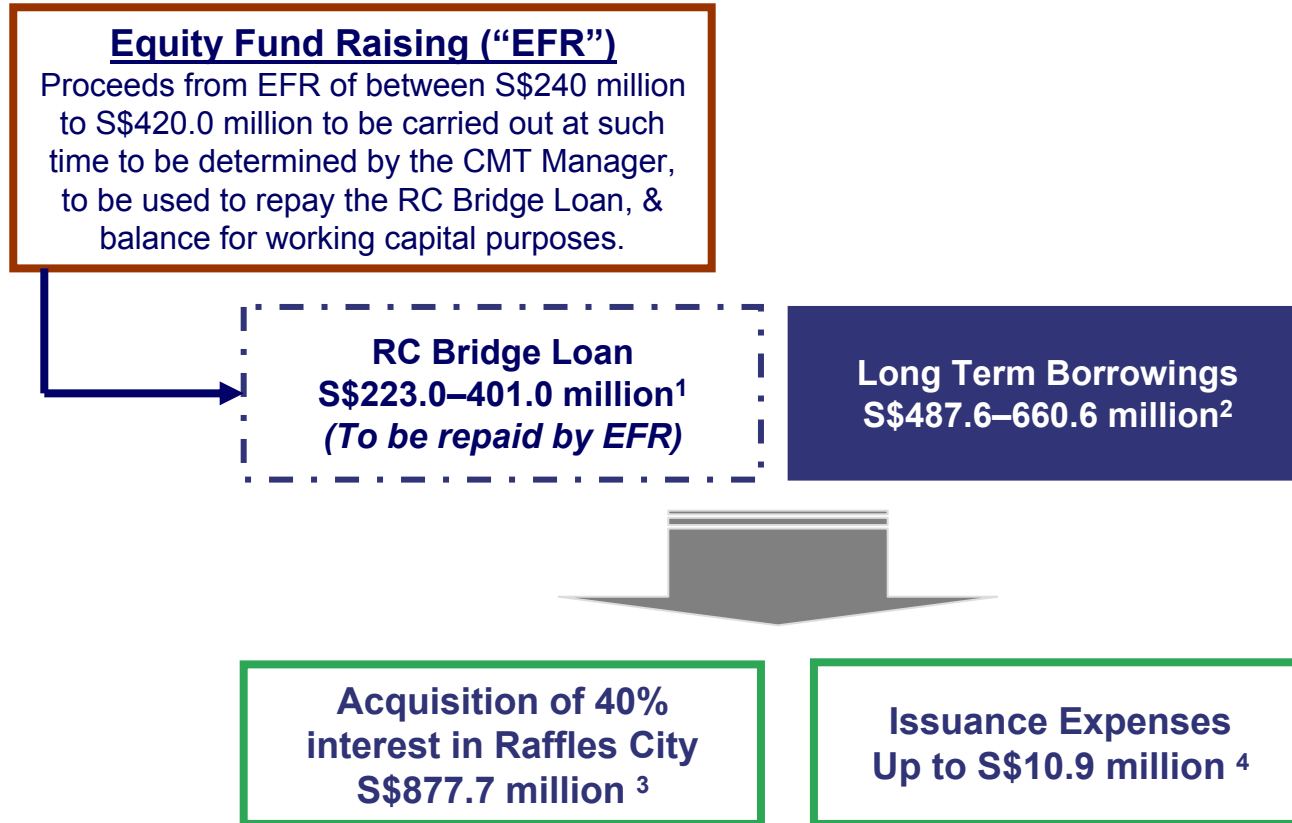 Equity Fund Raising (“EFR”)
Proceeds from EFR of between S$240 million
to S$420.0 million to be carried out at such
time to be determined by the CMT Manager,
to be used to repay the RC Bridge Loan, &
balance for working capital purposes.
RC Bridge Loan
S$223.0–401.0 million¹
(To be repaid by EFR)
Long Term Borrowings
S$487.6–660.6 million²
Acquisition of 40%
interest in Raffles City
S$877.7 million ³
Issuance Expenses
Up to S$10.9 million ⁴